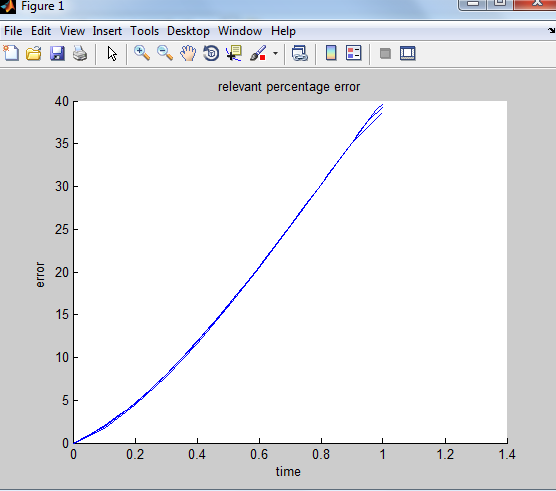 Figure 1
File Edit View Insert Tools Desktop Window Help
relevant percentage error
40
35
30
25
20
15
10
5
0
error
0 0.2 0.4 0.6 0.8 1 1.2 1.4
time